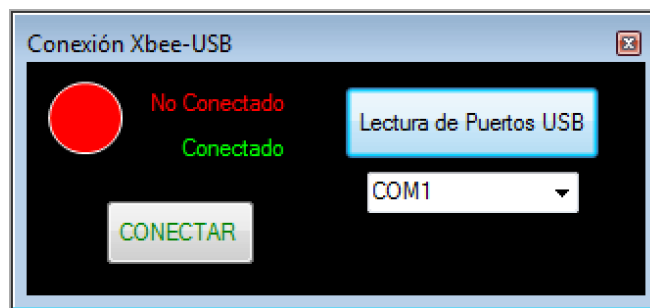 Conexión Xbee-USB
No Conectado
Conectado
Lectura de Puertos USB
COM1
CONECTAR